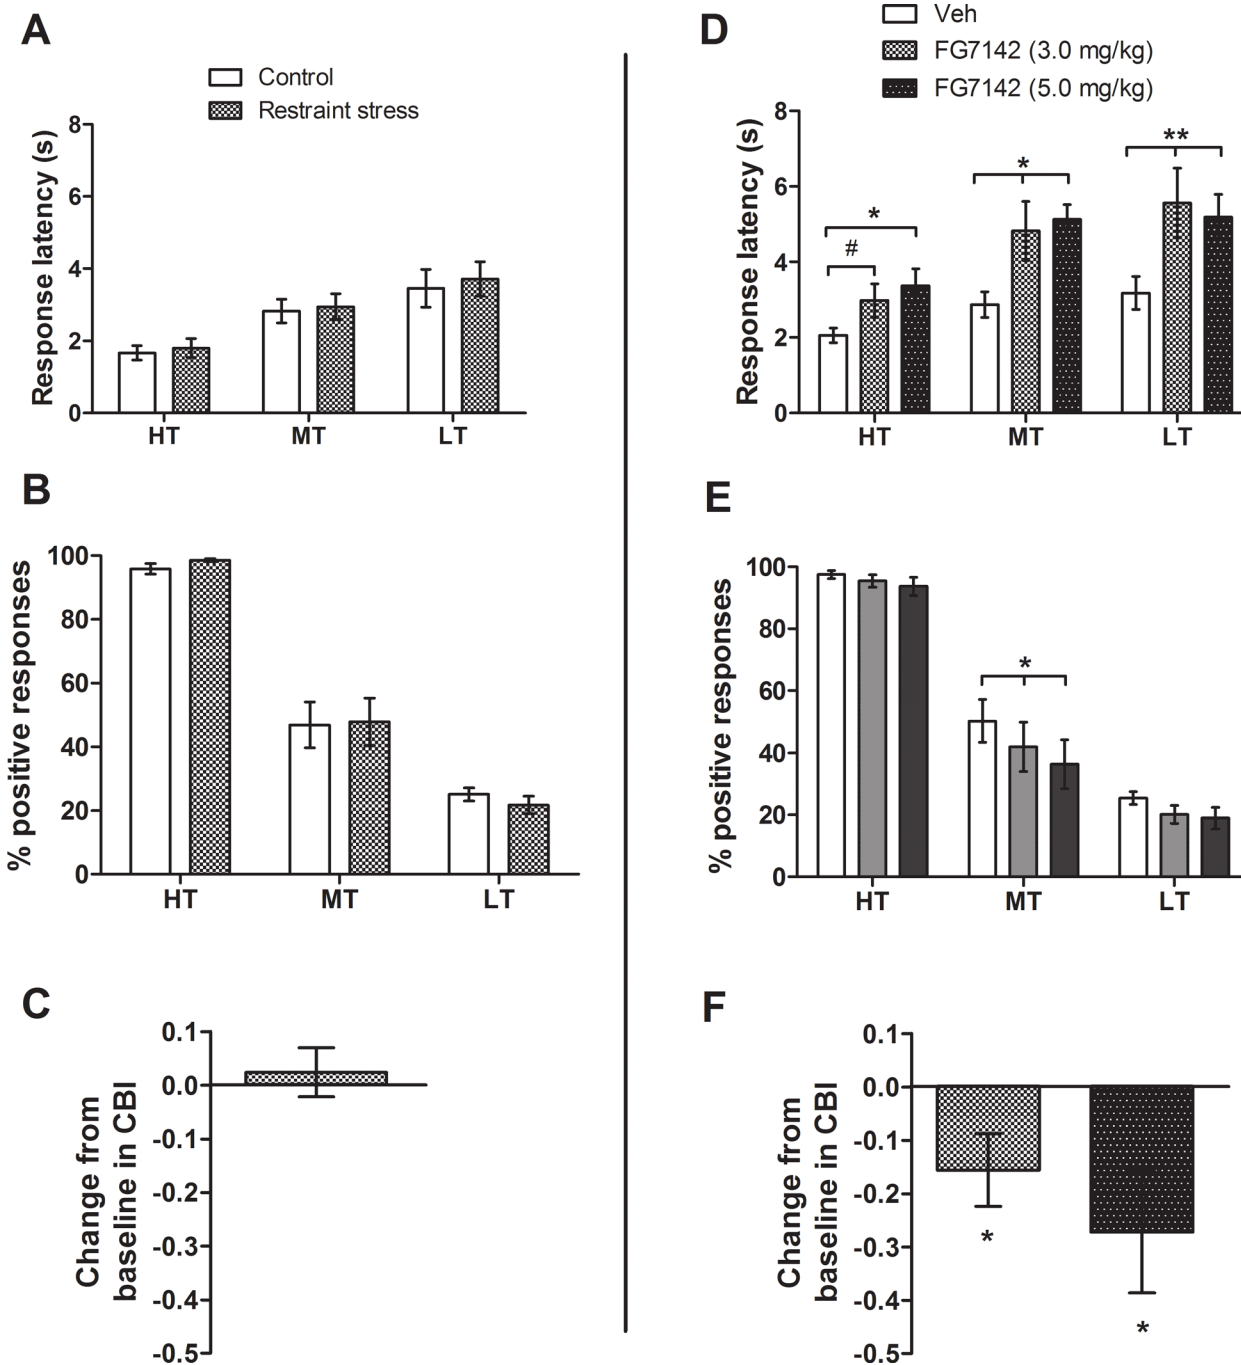 A
Control
Restraint stress
Response latency (s)
8
6
4
2
0
HT MT LT
B
% positive responses
100
80
60
40
20
0
HT MT LT
C
Change from
baseline in CBI
0.1
0.0
-0.1
-0.2
-0.3
-0.4
-0.5
D
Veh
FG7142 (3.0 mg/kg)
FG7142 (5.0 mg/kg)
Response latency (s)
8
6
4
2
0
*
#
*
**
HT MT LT
E
% positive responses
100
80
60
40
20
0
*
HT MT LT
F
Change from
baseline in CBI
0.1
0.0
-0.1
-0.2
-0.3
-0.4
-0.5
*
*